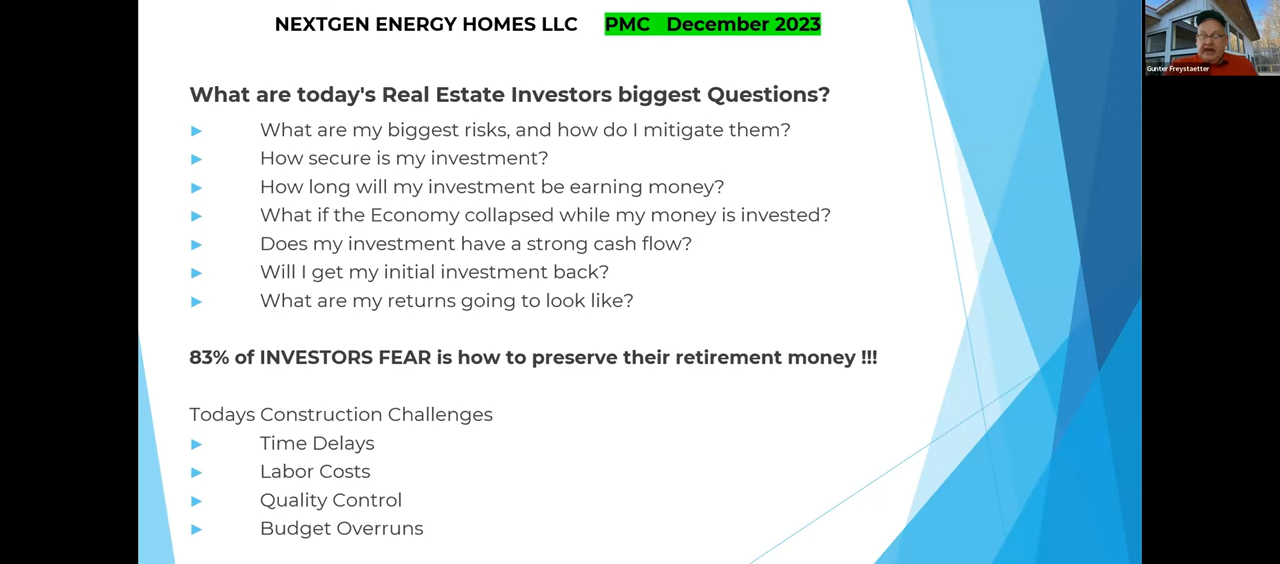 NEXTGEN ENERGY HOMES LLC PMC December 2023
Gunter Freystaetter
What are today's Real Estate Investors biggest Questions?
What are my biggest risks, and how do I mitigate them?
How secure is my investment?
How long will my investment be earning money?
What if the Economy collapsed while my money is invested?
Does my investment have a strong cash flow?
Will I get my initial investment back?
What are my returns going to look like?
83% of INVESTORS FEAR is how to preserve their retirement money !!!
Todays Construction Challenges
Time Delays
Labor Costs
Quality Control
Budget Overruns